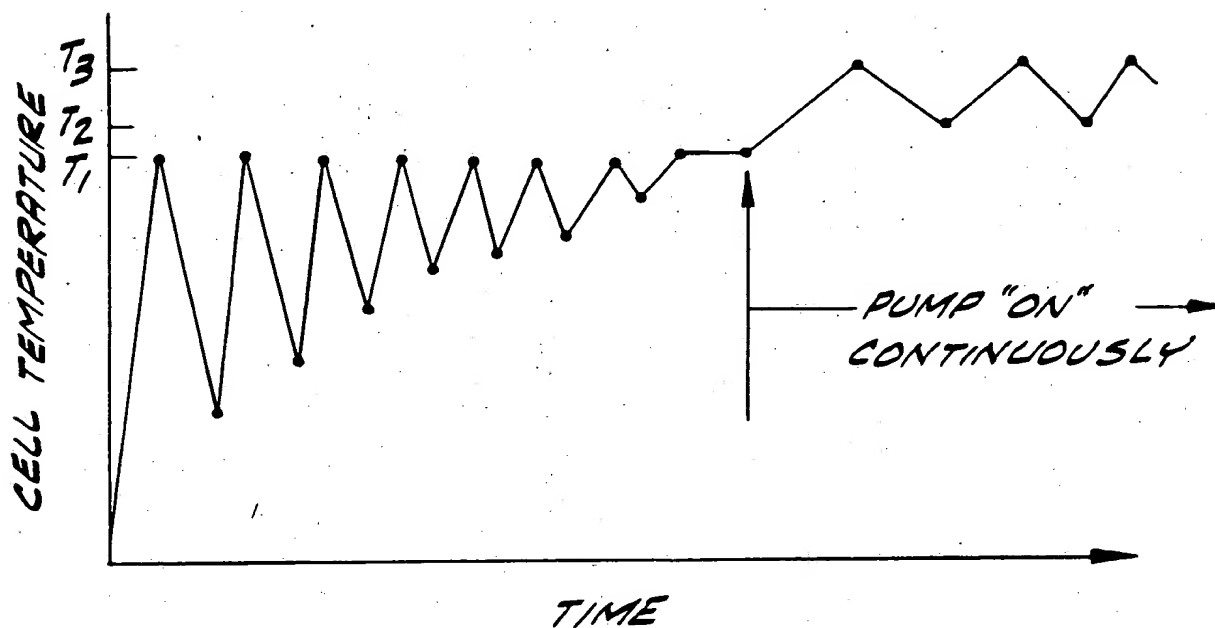 CELL TEMPERATURE
T3
T2
T1
PUMP "ON"
CONTINUOUSLY
TIME